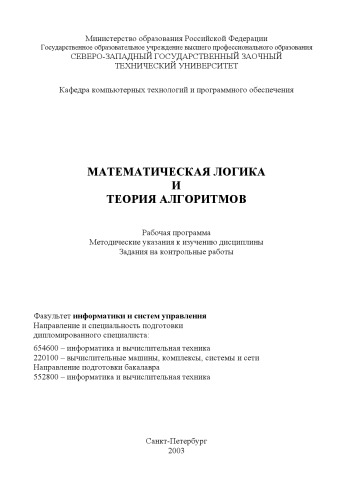 Министерство образования Российской Федерации
Государственное образовательное учреждение высшего профессионального образования
СЕВЕРО-ЗАПАДНЫЙ ГОСУДАРСТВЕННЫЙ ЗАОЧНЫЙ
ТЕХНИЧЕСКИЙ УНИВЕРСИТЕТ
Кафедра компьютерных технологий и программного обеспечения
МАТЕМАТИЧЕСКАЯ ЛОГИКА
И
ТЕОРИЯ АЛГОРИТМОВ
Рабочая программа
Методические указания к изучению дисциплины
Задания на контрольные работы
Факультет информатики и систем управления
Направление и специальность подготовки
дипломированного специалиста:
654600 – информатика и вычислительная техника
220100 – вычислительные машины, комплексы, системы и сети
Направление подготовки бакалавра
552800 – информатика и вычислительная техника
Санкт-Петербург
2003